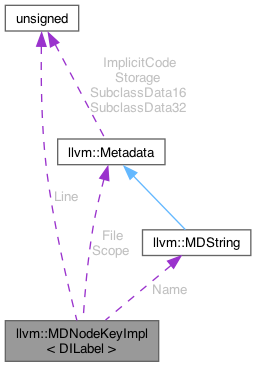 unsigned
ImplicitCode
Storage
SubclassData16
SubclassData32
llvm::Metadata
Line
File
Scope
llvm::MDString
Name
llvm::MDNodeKeyImpl
< DILabel >